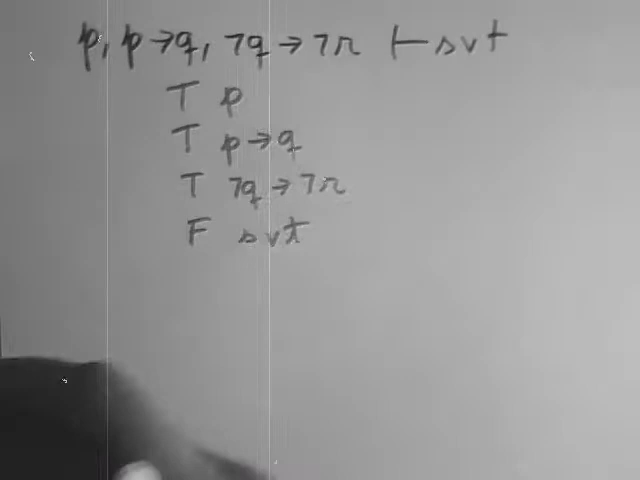 p, p→q, ¬q→¬r ⊢ s∨t
T p
T p→q
T ¬q→¬r
F s∨t